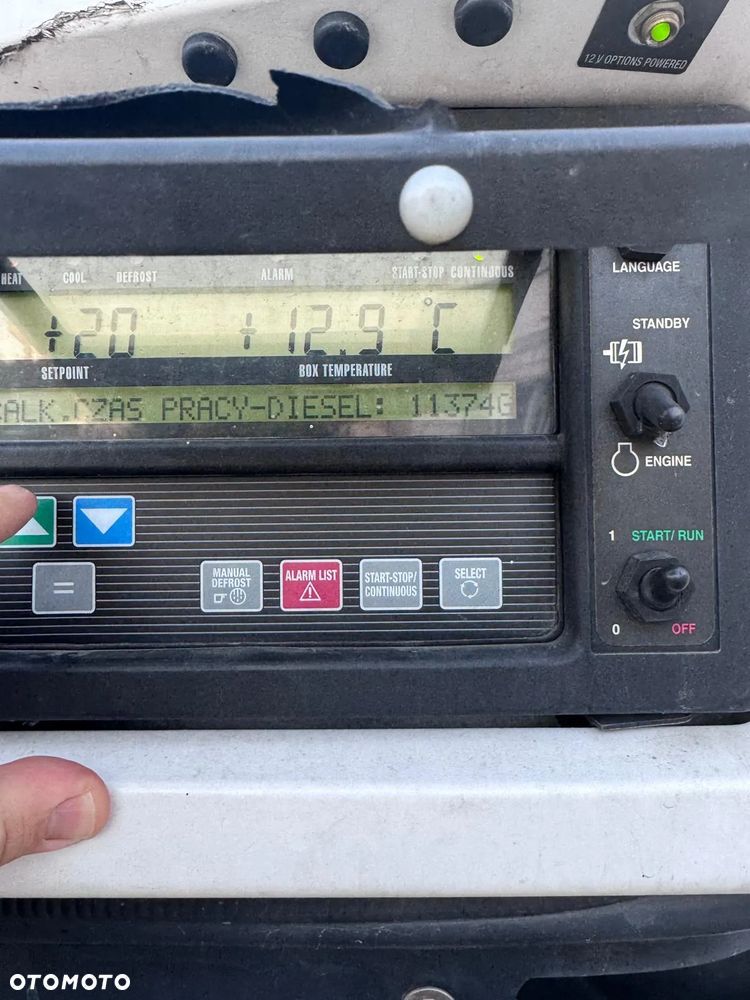 12 V OPTIONS POWERED
LANGUAGE
HEAT COOL DEFROST ALARM START-STOP CONTINUOUS
STANDBY
+20 +12.9 °C
SETPOINT BOX TEMPERATURE
CALK.CZAS PRACY-DIESEL: 11374G
ENGINE
1 START/RUN
MANUAL DEFROST
ALARM LIST
START-STOP/ CONTINUOUS
SELECT
=
0 OFF
OTOMOTO